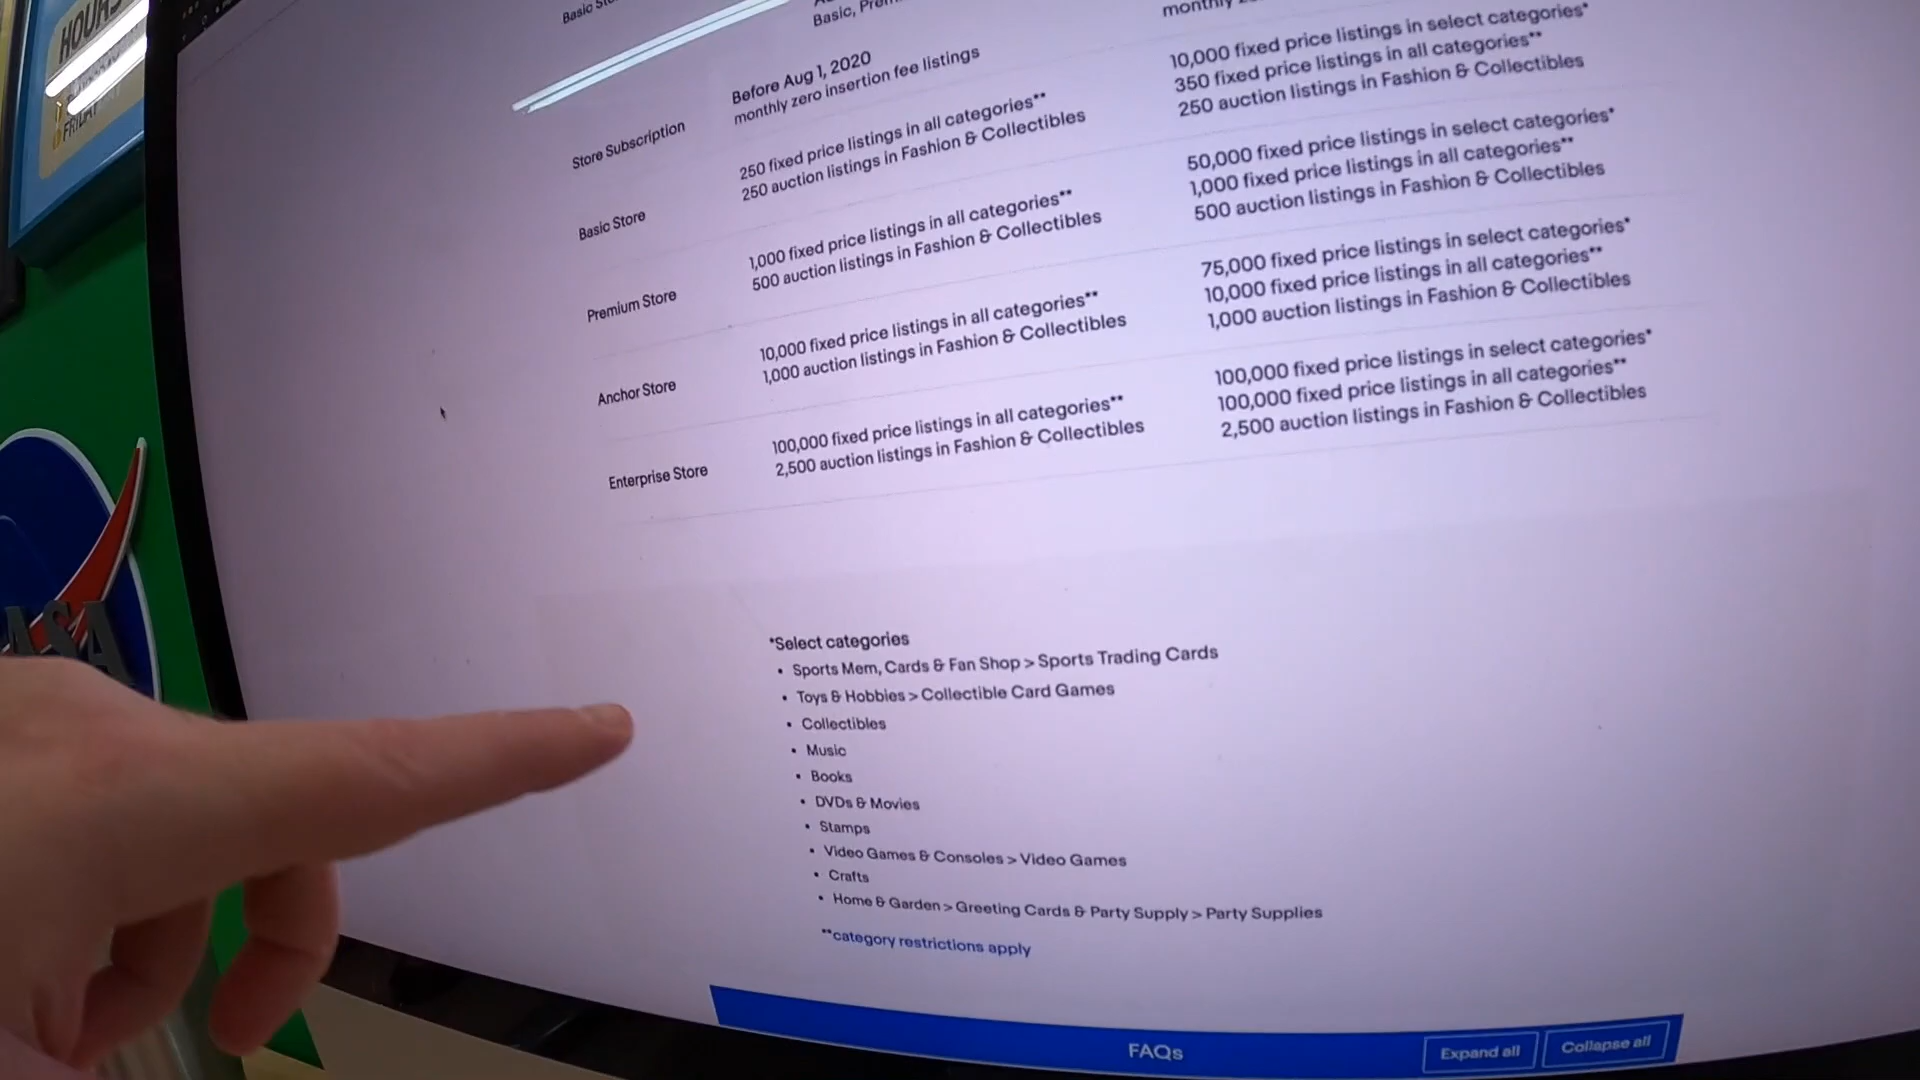 HOURS
FRIDAY
Basic
Basic,
monthly
Store Subscription
Before Aug 1, 2020
monthly zero insertion fee listings
10,000 fixed price listings in select categories*
350 fixed price listings in all categories**
250 auction listings in Fashion & Collectibles
Basic Store
250 fixed price listings in all categories**
250 auction listings in Fashion & Collectibles
50,000 fixed price listings in select categories*
1,000 fixed price listings in all categories**
500 auction listings in Fashion & Collectibles
Premium Store
1,000 fixed price listings in all categories**
500 auction listings in Fashion & Collectibles
75,000 fixed price listings in select categories*
10,000 fixed price listings in all categories**
1,000 auction listings in Fashion & Collectibles
Anchor Store
10,000 fixed price listings in all categories**
1,000 auction listings in Fashion & Collectibles
100,000 fixed price listings in select categories*
100,000 fixed price listings in all categories**
2,500 auction listings in Fashion & Collectibles
Enterprise Store
100,000 fixed price listings in all categories**
2,500 auction listings in Fashion & Collectibles
*Select categories
• Sports Mem, Cards & Fan Shop > Sports Trading Cards
• Toys & Hobbies > Collectible Card Games
• Collectibles
• Music
• Books
• DVDs & Movies
• Stamps
• Video Games & Consoles > Video Games
• Crafts
• Home & Garden > Greeting Cards & Party Supply > Party Supplies
**category restrictions apply
FAQs
Expand all
Collapse all